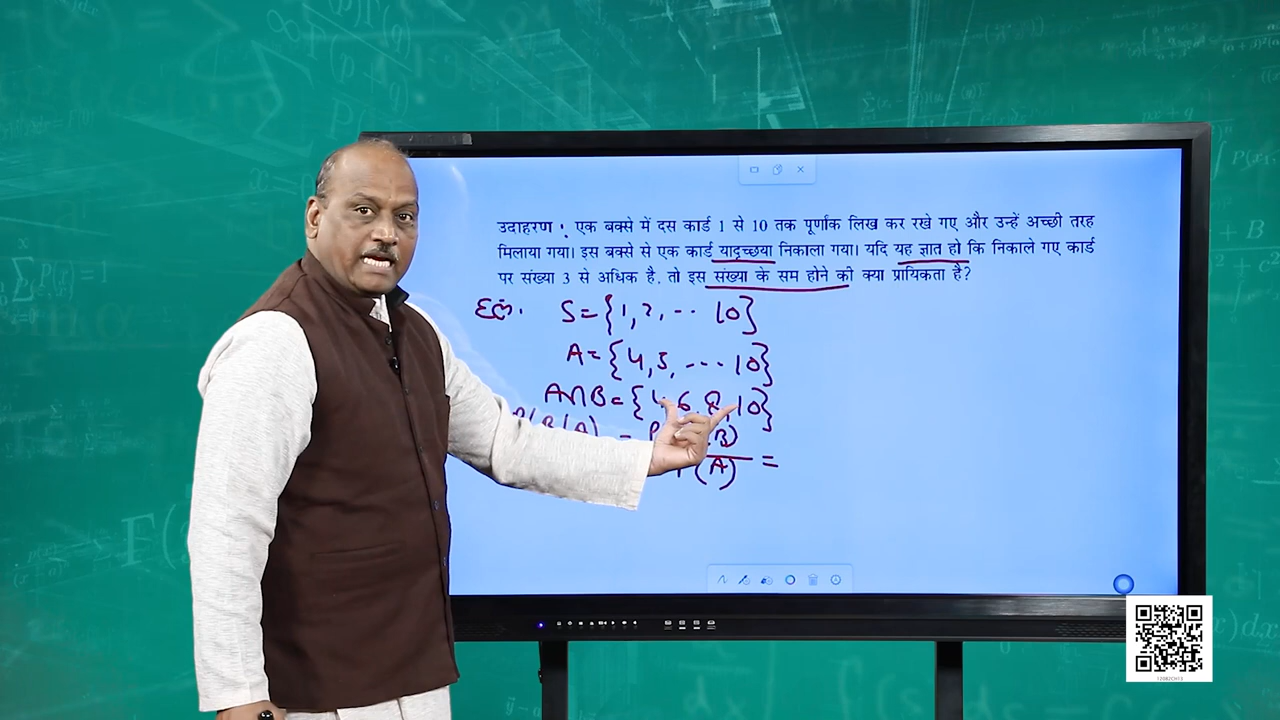 उदाहरण : एक बक्से में दस कार्ड 1 से 10 तक पूर्णांक लिख कर रखे गए और उन्हें अच्छी तरह
मिलाया गया। इस बक्से से एक कार्ड यादृच्छया निकाला गया। यदि यह ज्ञात हो कि निकाले गए कार्ड
पर संख्या 3 से अधिक है, तो इस संख्या के सम होने की क्या प्रायिकता है?
हल: S={1,2,... 10}
A={4,5,---10}
A∩B={4,6,8,10}
(A) =
12082CH13